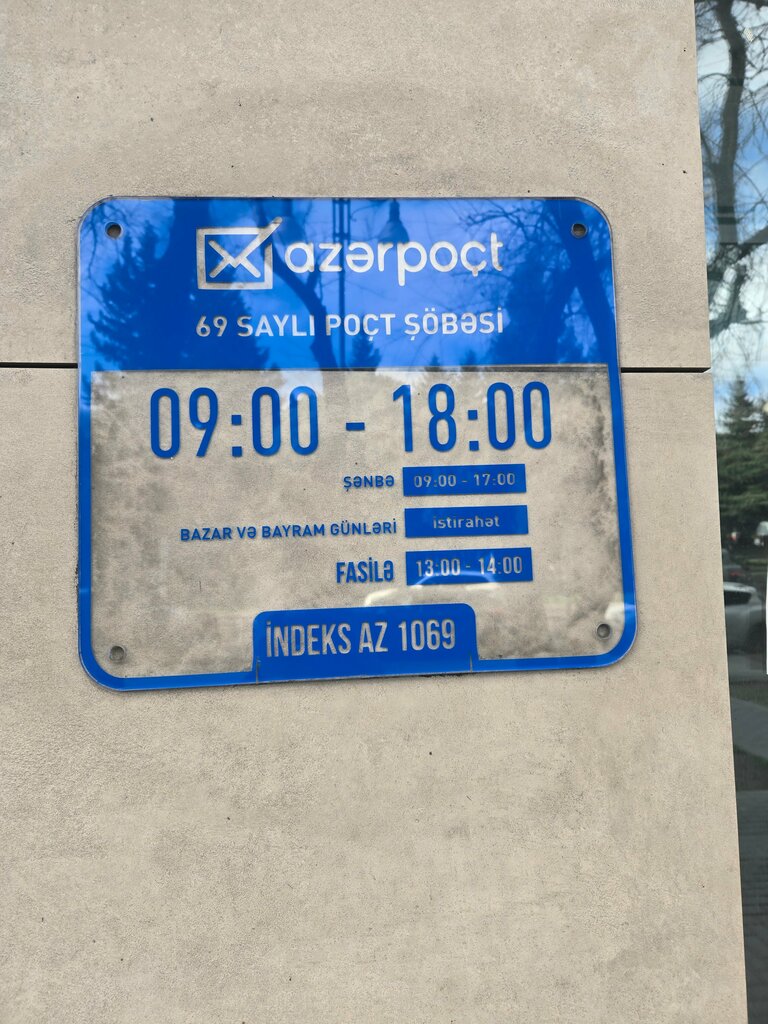 azərpoçt
69 SAYLI POÇT ŞÖBƏSİ
09:00 - 18:00
ŞƏNBƏ 09:00 - 17:00
BAZAR VƏ BAYRAM GÜNLƏRİ istirahət
FASİLƏ 13:00 - 14:00
İNDEKS AZ 1069